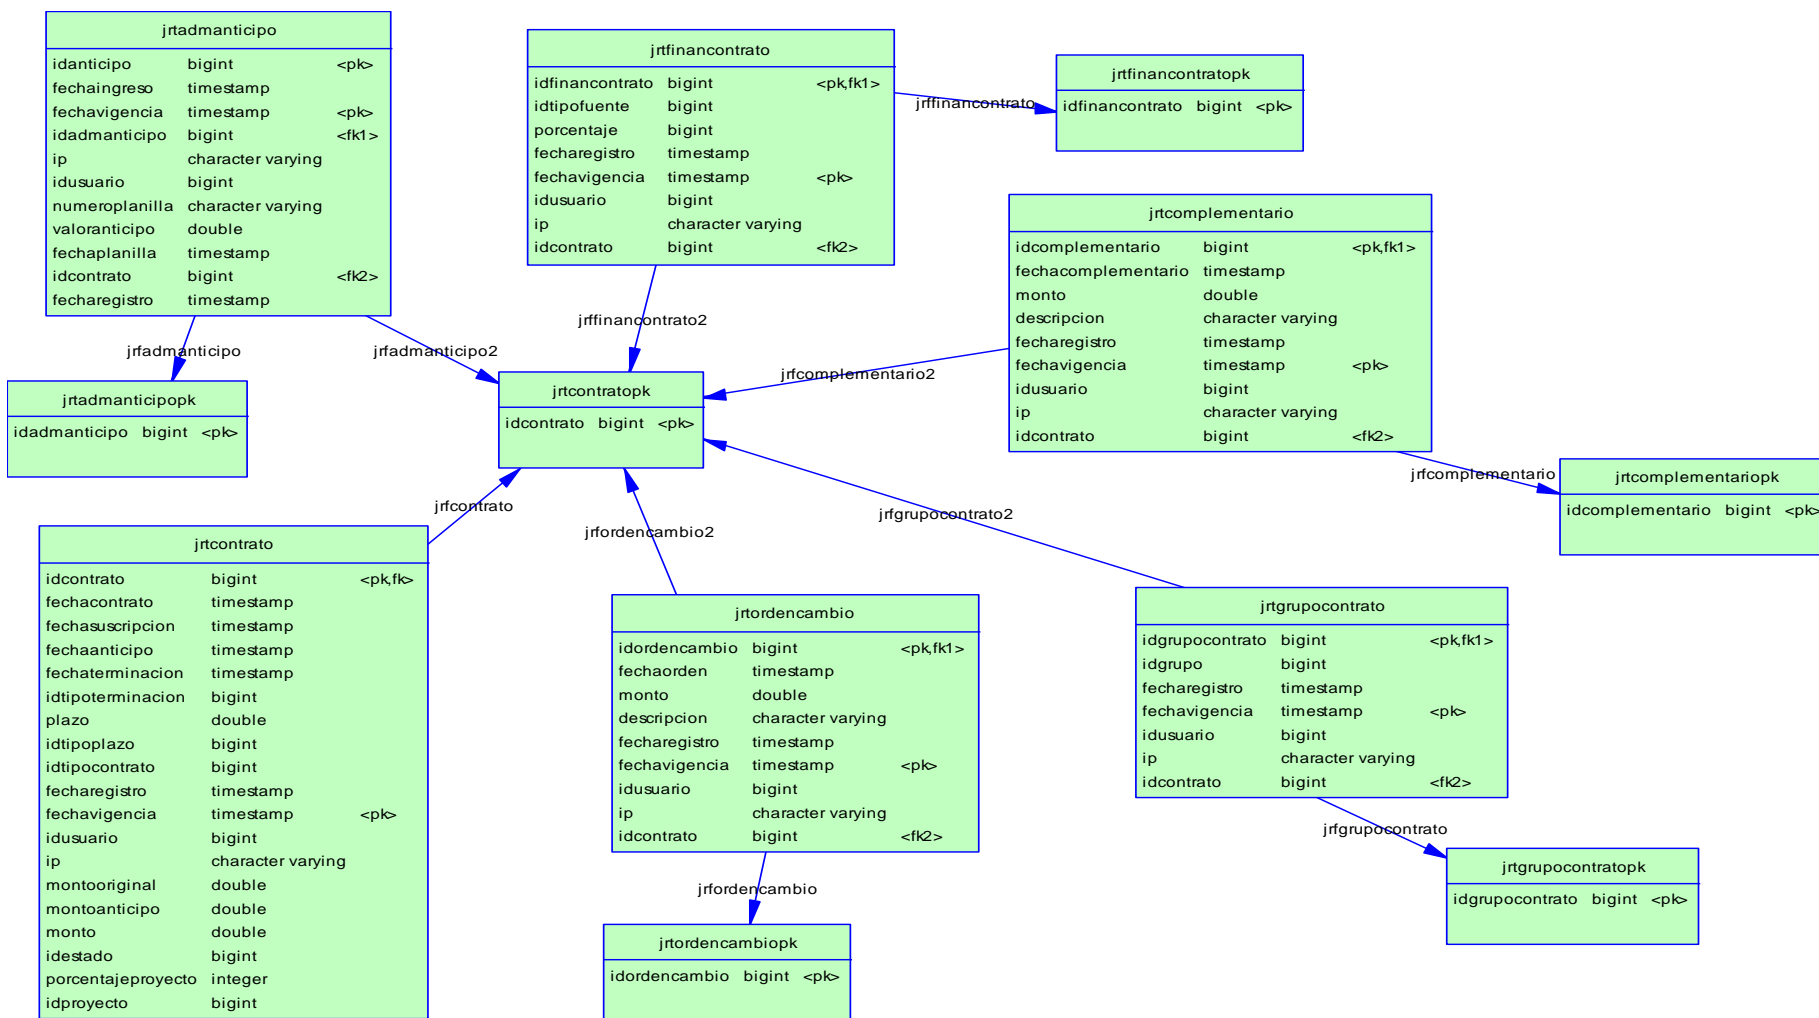 jrtadmanticipo
idanticipo bigint <pk>
fechaingreso timestamp
fechavigencia timestamp <pk>
idadmanticipo bigint <fk1>
ip character varying
idusuario bigint
numeroplanilla character varying
valoranticipo double
fechaplanilla timestamp
idcontrato bigint <fk2>
fecharegistro timestamp
jrtfinancontrato
idfinancontrato bigint <pk,fk1>
idtipofuente bigint
porcentaje bigint
fecharegistro timestamp
fechavigencia timestamp <pk>
idusuario bigint
ip character varying
idcontrato bigint <fk2>
jrffinancontrato
jrtfinancontratopk
idfinancontrato bigint <pk>
jrtcomplementario
idcomplementario bigint <pk,fk1>
fechacomplementario timestamp
monto double
descripcion character varying
fecharegistro timestamp
fechavigencia timestamp <pk>
idusuario bigint
ip character varying
idcontrato bigint <fk2>
jrfadmanticipo
jrfadmanticipo2
jrffinancontrato2
jrfcomplementario2
jrtadmanticipopk
idadmanticipo bigint <pk>
jrtcontratopk
idcontrato bigint <pk>
jrfcomplementario
jrtcomplementariopk
idcomplementario bigint <pk>
jrfcontrato
jrfordencambio2
jrfgrupocontrato2
jrtcontrato
idcontrato bigint <pk,fk>
fechacontrato timestamp
fechasuscripcion timestamp
fechaanticipo timestamp
fechaterminacion timestamp
idtipoterminacion bigint
plazo double
idtipoplazo bigint
idtipocontrato bigint
fecharegistro timestamp
fechavigencia timestamp <pk>
idusuario bigint
ip character varying
montooriginal double
montoanticipo double
monto double
idestado bigint
porcentajeproyecto integer
idproyecto bigint
jrtordencambio
idordencambio bigint <pk,fk1>
fechaorden timestamp
monto double
descripcion character varying
fecharegistro timestamp
fechavigencia timestamp <pk>
idusuario bigint
ip character varying
idcontrato bigint <fk2>
jrfordencambio
jrtordencambiopk
idordencambio bigint <pk>
jrtgrupocontrato
idgrupocontrato bigint <pk,fk1>
idgrupo bigint
fecharegistro timestamp
fechavigencia timestamp <pk>
idusuario bigint
ip character varying
idcontrato bigint <fk2>
jrfgrupocontrato
jrtgrupocontratopk
idgrupocontrato bigint <pk>